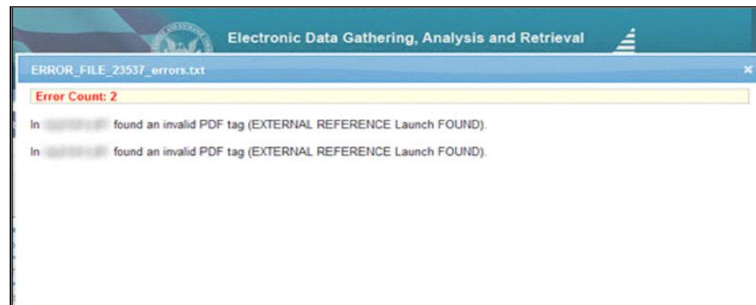 Electronic Data Gathering, Analysis and Retrieval
ERROR_FILE_23537_errors.txt
×
Error Count: 2
In found an invalid PDF tag (EXTERNAL REFERENCE Launch FOUND).
In found an invalid PDF tag (EXTERNAL REFERENCE Launch FOUND).